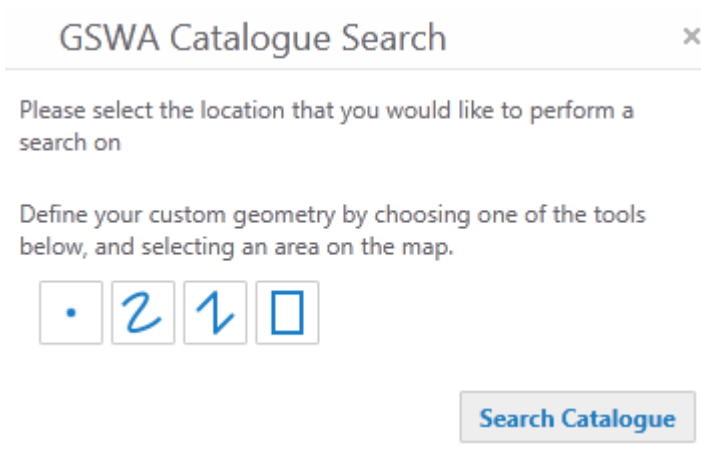 GSWA Catalogue Search
Please select the location that you would like to perform a
search on
Define your custom geometry by choosing one of the tools
below, and selecting an area on the map.
Search Catalogue